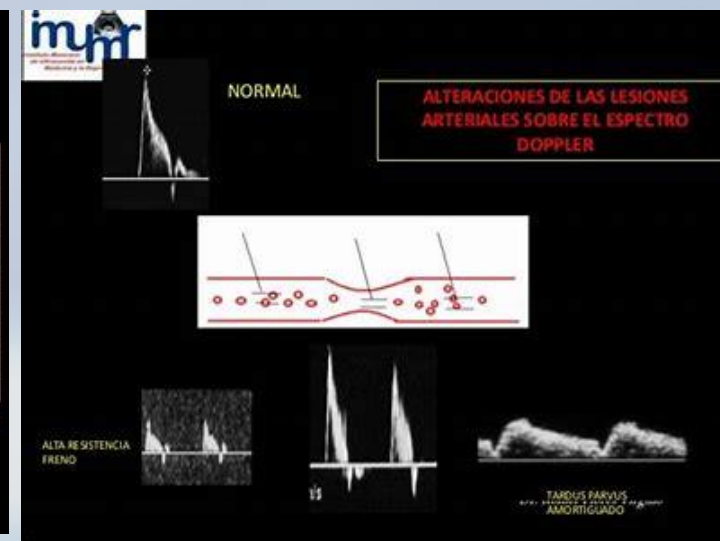 imumr
NORMAL
ALTERACIONES DE LAS LESIONES
ARTERIALES SOBRE EL ESPECTRO
DOPPLER
ALTA RESISTENCIA
FRENO
TARDUS PARVUS
AMORTIGUADO